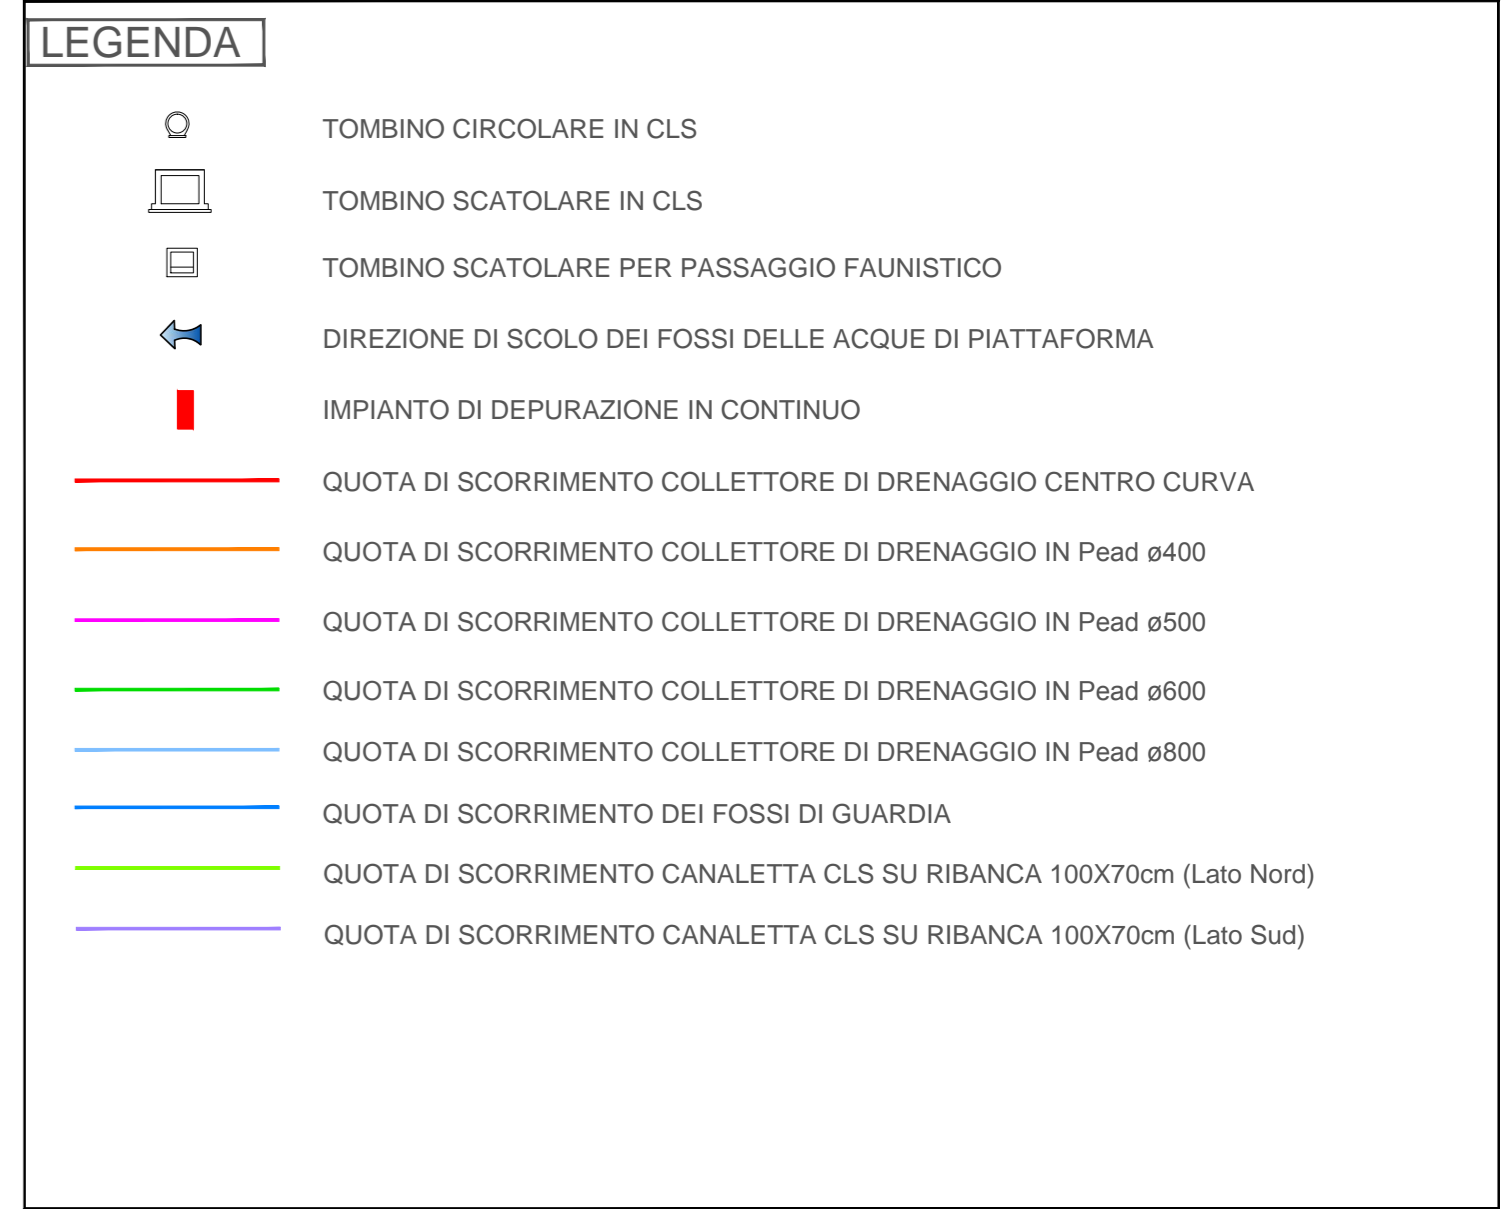 LEGENDA
TOMBINO CIRCOLARE IN CLS
TOMBINO SCATOLARE IN CLS
TOMBINO SCATOLARE PER PASSAGGIO FAUNISTICO
DIREZIONE DI SCOLO DEI FOSSI DELLE ACQUE DI PIATTAFORMA
IMPIANTO DI DEPURAZIONE IN CONTINUO
QUOTA DI SCORRIMENTO COLLETTORE DI DRENAGGIO CENTRO CURVA
QUOTA DI SCORRIMENTO COLLETTORE DI DRENAGGIO IN Pead ø400
QUOTA DI SCORRIMENTO COLLETTORE DI DRENAGGIO IN Pead ø500
QUOTA DI SCORRIMENTO COLLETTORE DI DRENAGGIO IN Pead ø600
QUOTA DI SCORRIMENTO COLLETTORE DI DRENAGGIO IN Pead ø800
QUOTA DI SCORRIMENTO DEI FOSSI DI GUARDIA
QUOTA DI SCORRIMENTO CANALETTA CLS SU RIBANCA 100X70cm (Lato Nord)
QUOTA DI SCORRIMENTO CANALETTA CLS SU RIBANCA 100X70cm (Lato Sud)